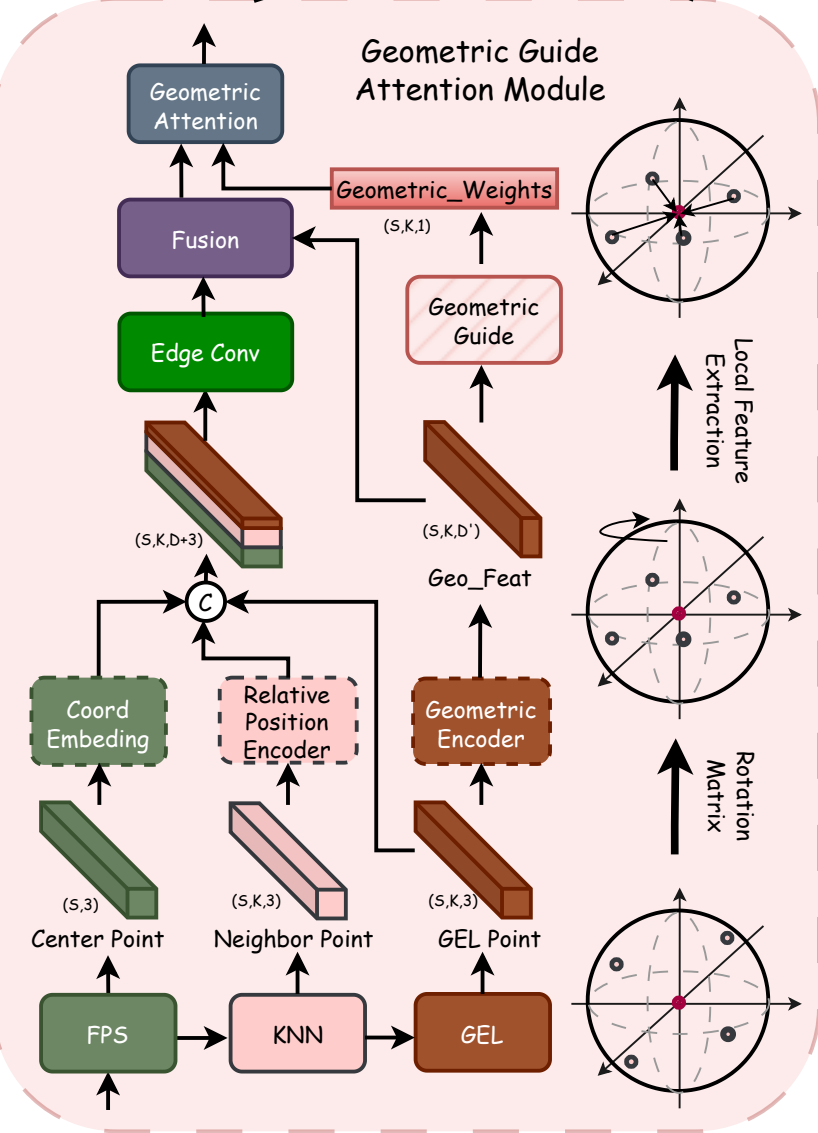 Geometric Guide
Attention Module
Geometric
Attention
Geometric_Weights
(S,K,1)
Fusion
Geometric
Guide
Edge Conv
Local Feature
Extraction
(S,K,D+3)
(S,K,D')
Geo_Feat
C
Coord
Embeding
Relative
Position
Encoder
Geometric
Encoder
Rotation
Matrix
(S,3)
(S,K,3)
(S,K,3)
Center Point
Neighbor Point
GEL Point
FPS
KNN
GEL